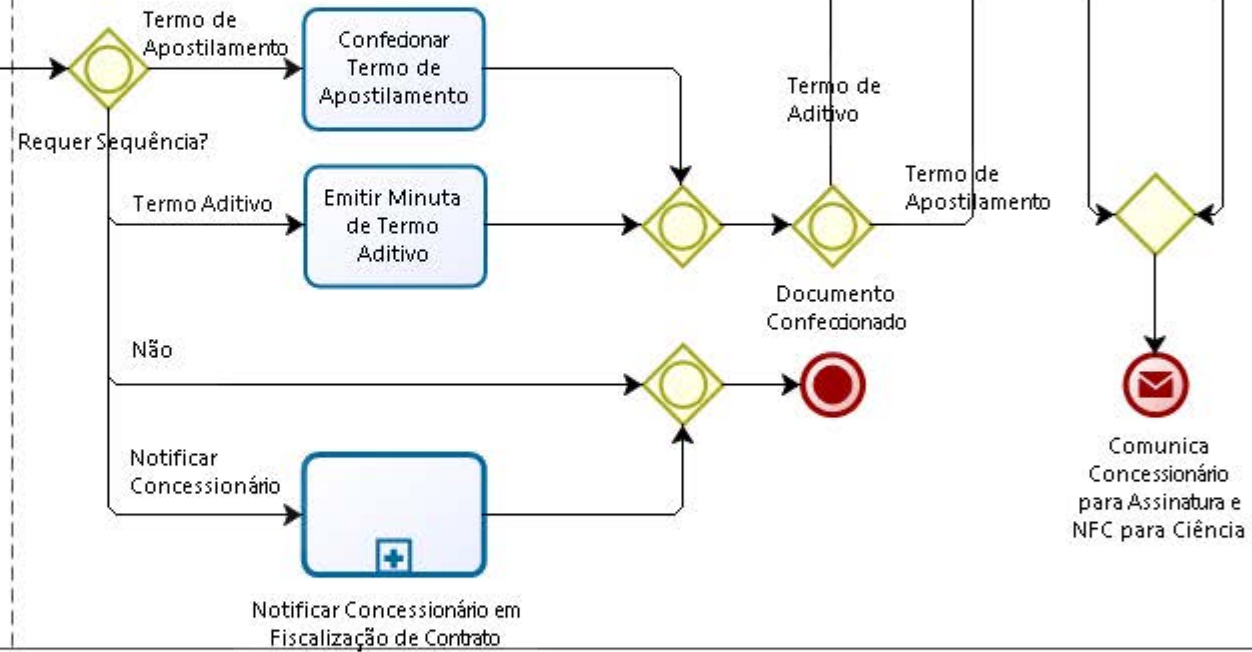 Termo de
Apostilamento
Confecionar
Termo de
Apostilamento
Requer Sequência?
Termo Aditivo
Emitir Minuta
de Termo
Aditivo
Termo de
Aditivo
Termo de
Apostilamento
Documento
Confeccionado
Não
Notificar
Concessionário
Notificar Concessionário em
Fiscalização de Contrato
Comunica
Concessionário
para Assinatura e
NFC para Ciência